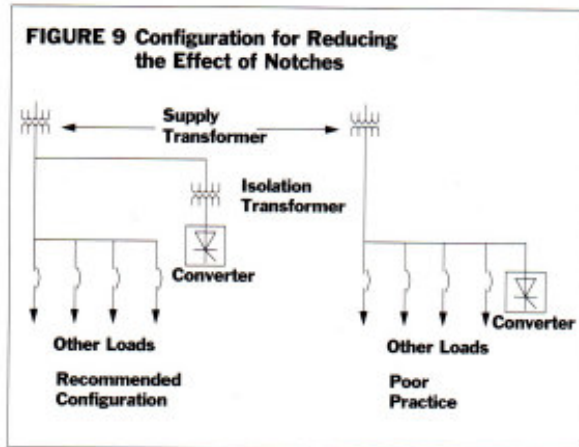 FIGURE 9 Configuration for Reducing
the Effect of Notches
Supply
Transformer
Isolation
Transformer
Converter
Converter
Other Loads
Other Loads
Recommended
Configuration
Poor
Practice